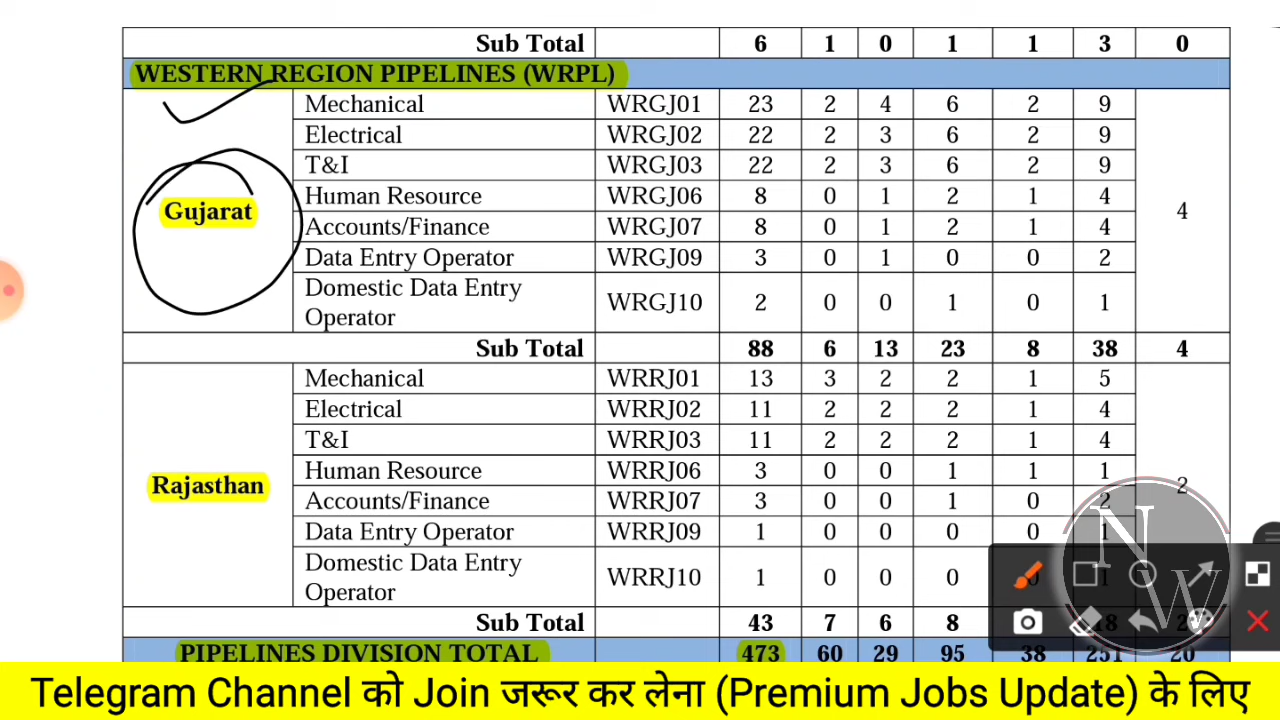 Sub Total 6 1 0 1 1 3 0
WESTERN REGION PIPELINES (WRPL)
Gujarat
Mechanical WRGJ01 23 2 4 6 2 9
Electrical WRGJ02 22 2 3 6 2 9
T&I WRGJ03 22 2 3 6 2 9
Human Resource WRGJ06 8 0 1 2 1 4
Accounts/Finance WRGJ07 8 0 1 2 1 4
Data Entry Operator WRGJ09 3 0 1 0 0 2
Domestic Data Entry
Operator WRGJ10 2 0 0 1 0 1
4
Sub Total 88 6 13 23 8 38 4
Rajasthan
Mechanical WRRJ01 13 3 2 2 1 5
Electrical WRRJ02 11 2 2 2 1 4
T&I WRRJ03 11 2 2 2 1 4
Human Resource WRRJ06 3 0 0 1 1 1
Accounts/Finance WRRJ07 3 0 0 1 0 2
Data Entry Operator WRRJ09 1 0 0 0 0 1
Domestic Data Entry
Operator WRRJ10 1 0 0 0 0 1
2
Sub Total 43 7 6 8 18 2
PIPELINES DIVISION TOTAL 473 60 29 95 38 251 20
N W
Telegram Channel को Join जरूर कर लेना (Premium Jobs Update) के लिए